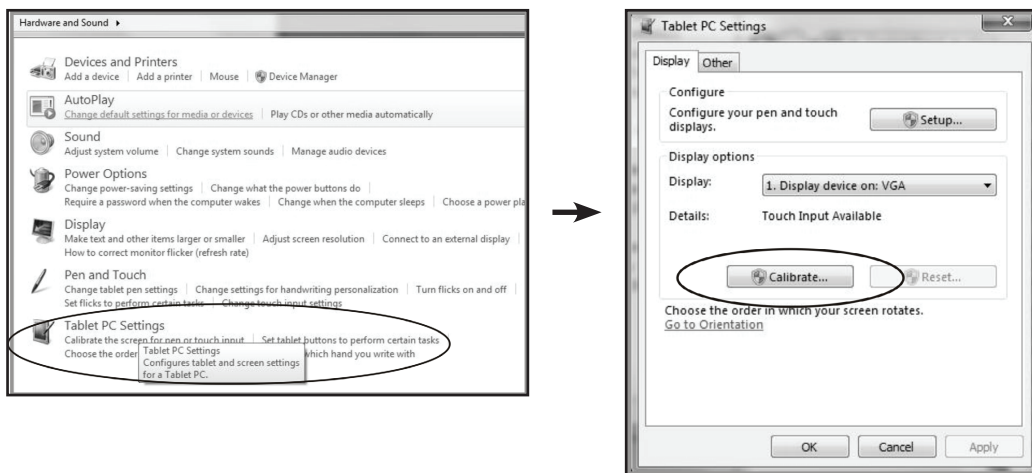 Hardware and Sound
Devices and Printers
Add a device | Add a printer | Mouse | Device Manager
AutoPlay
Change default settings for media or devices | Play CDs or other media automatically
Sound
Adjust system volume | Change system sounds | Manage audio devices
Power Options
Change power-saving settings | Change what the power buttons do |
Require a password when the computer wakes | Change when the computer sleeps | Choose a power pla
Display
Make text and other items larger or smaller | Adjust screen resolution | Connect to an external display |
How to correct monitor flicker (refresh rate)
Pen and Touch
Change tablet pen settings | Change settings for handwriting personalization | Turn flicks on and off |
Set flicks to perform certain tasks | Change touch input settings
Tablet PC Settings
Calibrate the screen for pen or touch input | Set tablet buttons to perform certain tasks
Choose the order which hand you write with
Tablet PC Settings
Configures tablet and screen settings
for a Tablet PC.
Tablet PC Settings
Display Other
Configure
Configure your pen and touch
displays.
Setup...
Display options
Display: 1. Display device on: VGA
Details: Touch Input Available
Calibrate... Reset...
Choose the order in which your screen rotates.
Go to Orientation
OK Cancel Apply